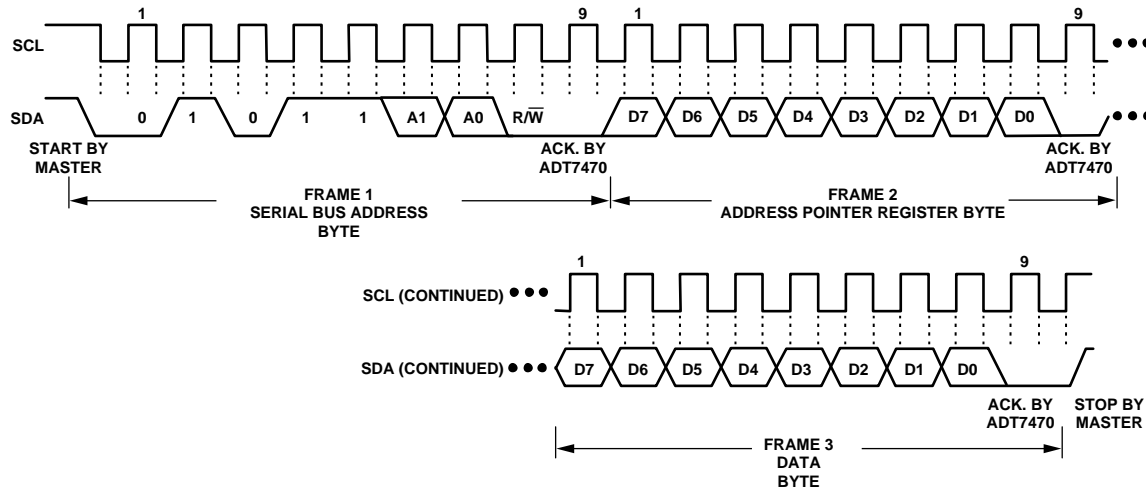 1 9 1 9
SCL
SDA 0 1 0 1 1 A1 A0 R/W̅ D7 D6 D5 D4 D3 D2 D1 D0
START BY
MASTER
ACK. BY
ADT7470
ACK. BY
ADT7470
FRAME 1
SERIAL BUS ADDRESS
BYTE
FRAME 2
ADDRESS POINTER REGISTER BYTE
1 9
SCL (CONTINUED)
SDA (CONTINUED) D7 D6 D5 D4 D3 D2 D1 D0
ACK. BY
ADT7470
STOP BY
MASTER
FRAME 3
DATA
BYTE